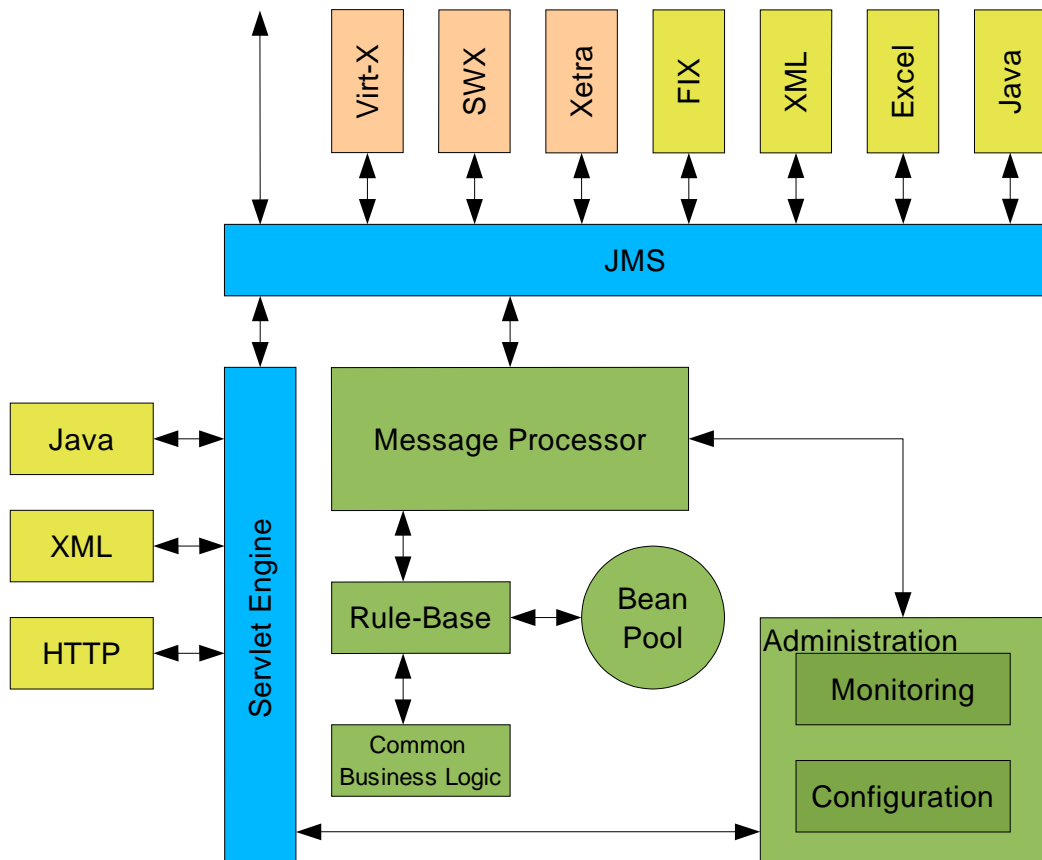 Virt-X
SWX
Xetra
FIX
XML
Excel
Java
JMS
Java
XML
HTTP
Servlet Engine
Message Processor
Rule-Base
Bean
Pool
Common
Business Logic
Administration
Monitoring
Configuration